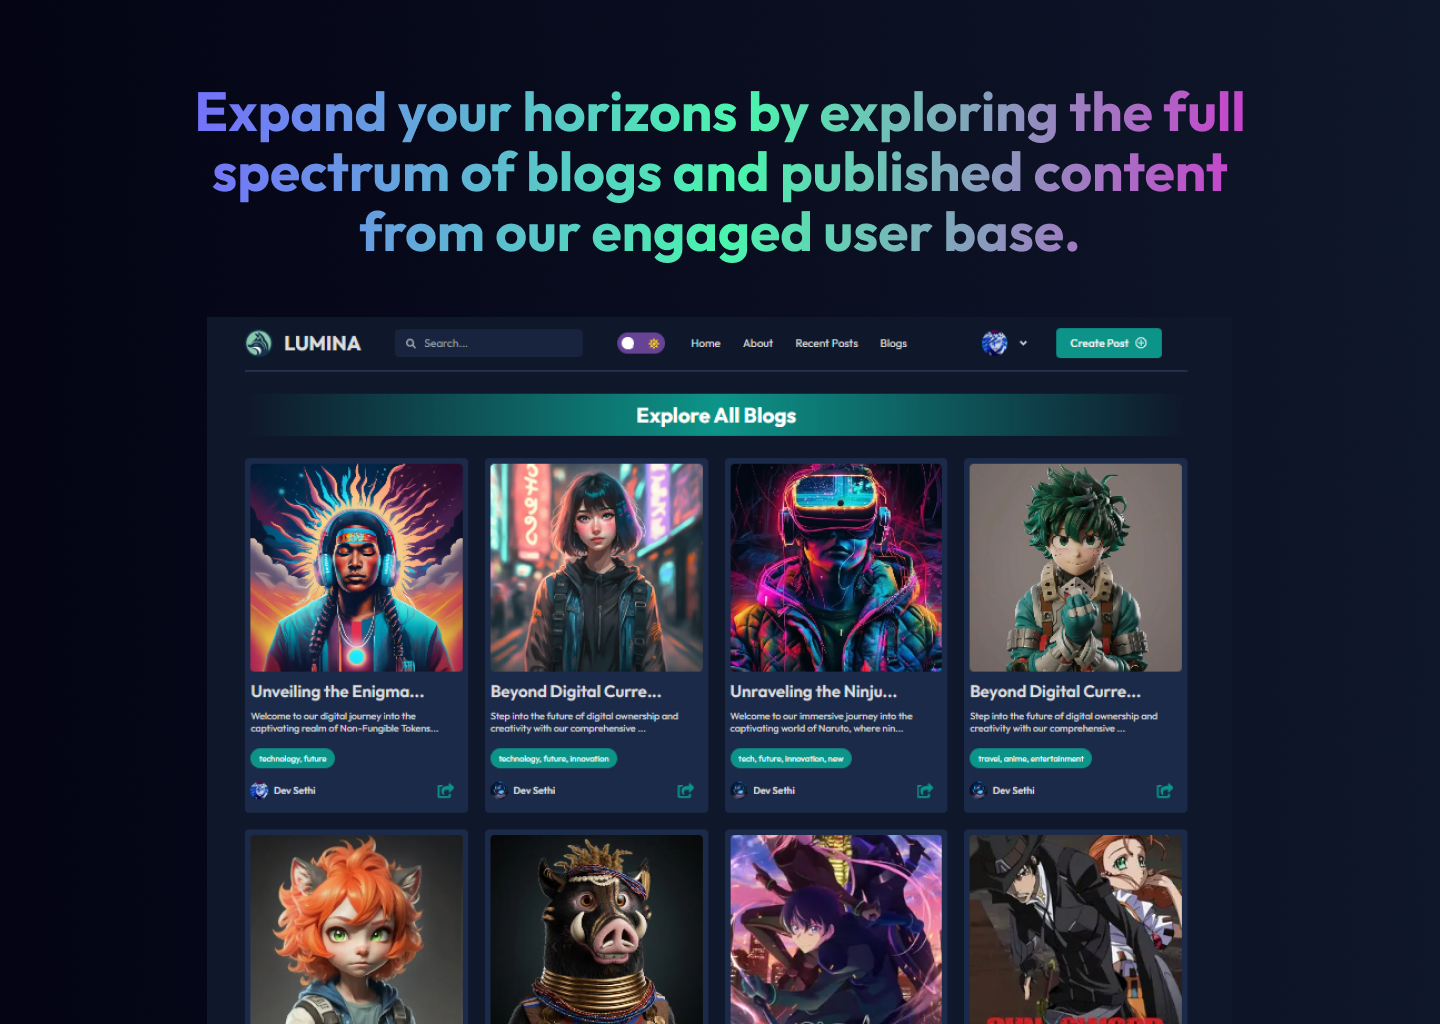 Expand your horizons by exploring the full
spectrum of blogs and published content
from our engaged user base.
LUMINA
Search...
Home
About
Recent Posts
Blogs
Create Post
Explore All Blogs
Unveiling the Enigma...
Welcome to our digital journey into the
captivating realm of Non-Fungible Tokens...
technology, future
Dev Sethi
Beyond Digital Curre...
Step into the future of digital ownership and
creativity with our comprehensive ...
technology, future, innovation
Dev Sethi
Unraveling the Ninju...
Welcome to our immersive journey into the
captivating world of Naruto, where nin...
tech, future, innovation, new
Dev Sethi
Beyond Digital Curre...
Step into the future of digital ownership and
creativity with our comprehensive ...
travel, anime, entertainment
Dev Sethi